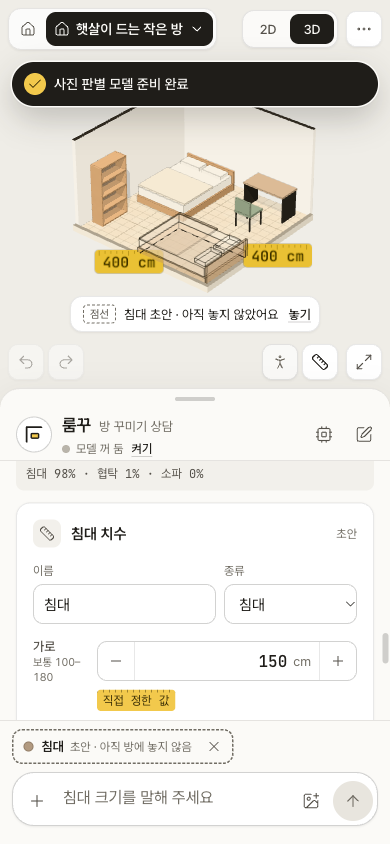 햇살이 드는 작은 방
2D 3D
사진 판별 모델 준비 완료
400 cm 400 cm
점선 침대 초안 · 아직 놓지 않았어요 놓기
룸꾸 방 꾸미기 상담
모델 꺼 둠 켜기
침대 98% · 협탁 1% · 소파 0%
침대 치수 초안
이름 종류
침대 침대
가로
보통 100–
180
150 cm
직접 정한 값
침대 초안 · 아직 방에 놓지 않음
침대 크기를 말해 주세요